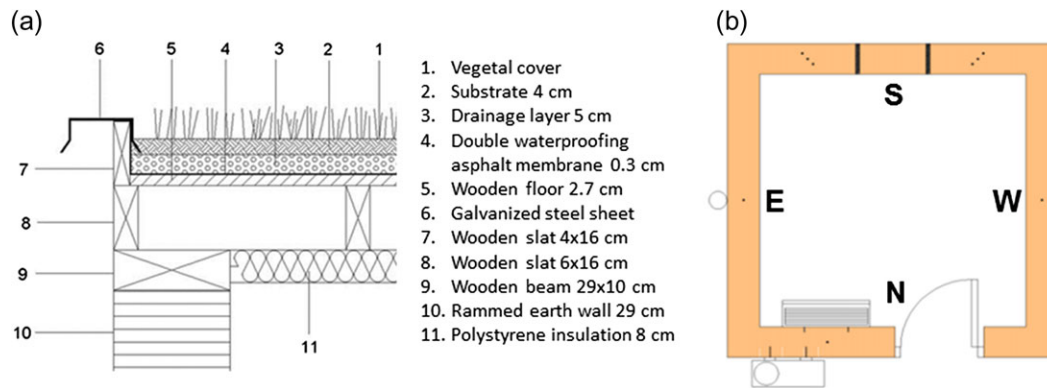 (a)
6 5 4 3 2 1
7
8
9
10
11
1. Vegetal cover
2. Substrate 4 cm
3. Drainage layer 5 cm
4. Double waterproofing
asphalt membrane 0.3 cm
5. Wooden floor 2.7 cm
6. Galvanized steel sheet
7. Wooden slat 4x16 cm
8. Wooden slat 6x16 cm
9. Wooden beam 29x10 cm
10. Rammed earth wall 29 cm
11. Polystyrene insulation 8 cm
(b)
S
E W
N